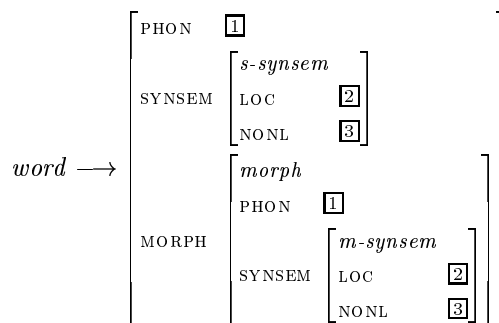 PHON 1
s-synsem
SYNSEM LOC 2
NONL 3
word ⟶
morph
PHON 1
MORPH
m-synsem
SYNSEM LOC 2
NONL 3